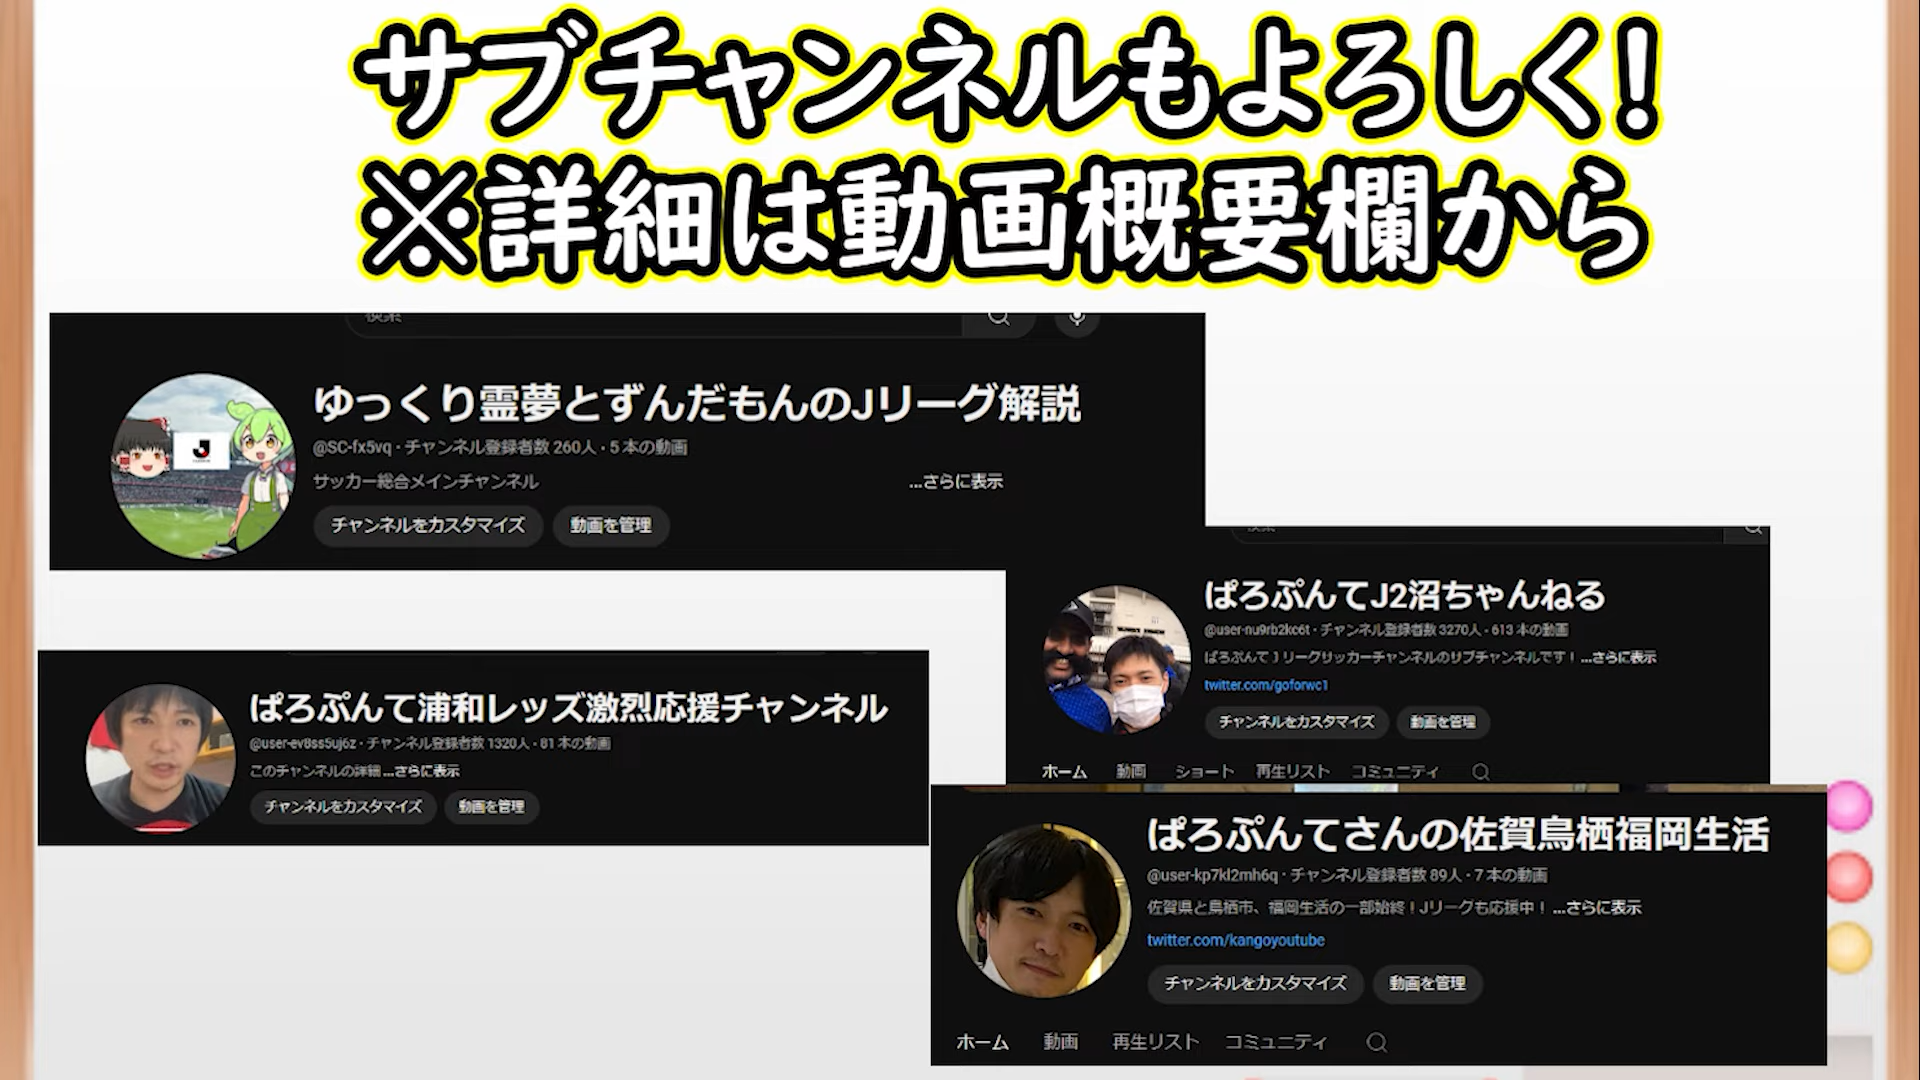 サブチャンネルもよろしく!
※詳細は動画概要欄から
検索
ゆっくり霊夢とずんだもんのJリーグ解説
@SC-fx5vq・チャンネル登録者数 260人・5 本の動画
サッカー総合メインチャンネル ...さらに表示
チャンネルをカスタマイズ 動画を管理
ぱろぷんてJ2沼ちゃんねる
@user-nu9rb2kc6t・チャンネル登録者数 3270人・613 本の動画
ぱろぷんてJリーグサッカーチャンネルのサブチャンネルです! ...さらに表示
twitter.com/goforwc1
チャンネルをカスタマイズ 動画を管理
ホーム 動画 ショート 再生リスト コミュニティ
ぱろぷんて浦和レッズ激烈応援チャンネル
@user-ev8ss5uj6z・チャンネル登録者数 1320人・81 本の動画
このチャンネルの詳細 ...さらに表示
チャンネルをカスタマイズ 動画を管理
ぱろぷんてさんの佐賀鳥栖福岡生活
@user-kp7kl2mh6q・チャンネル登録者数 89人・7 本の動画
佐賀県と鳥栖市、福岡生活の一部始終!Jリーグも応援中! ...さらに表示
twitter.com/kangoyoutube
チャンネルをカスタマイズ 動画を管理
ホーム 動画 再生リスト コミュニティ